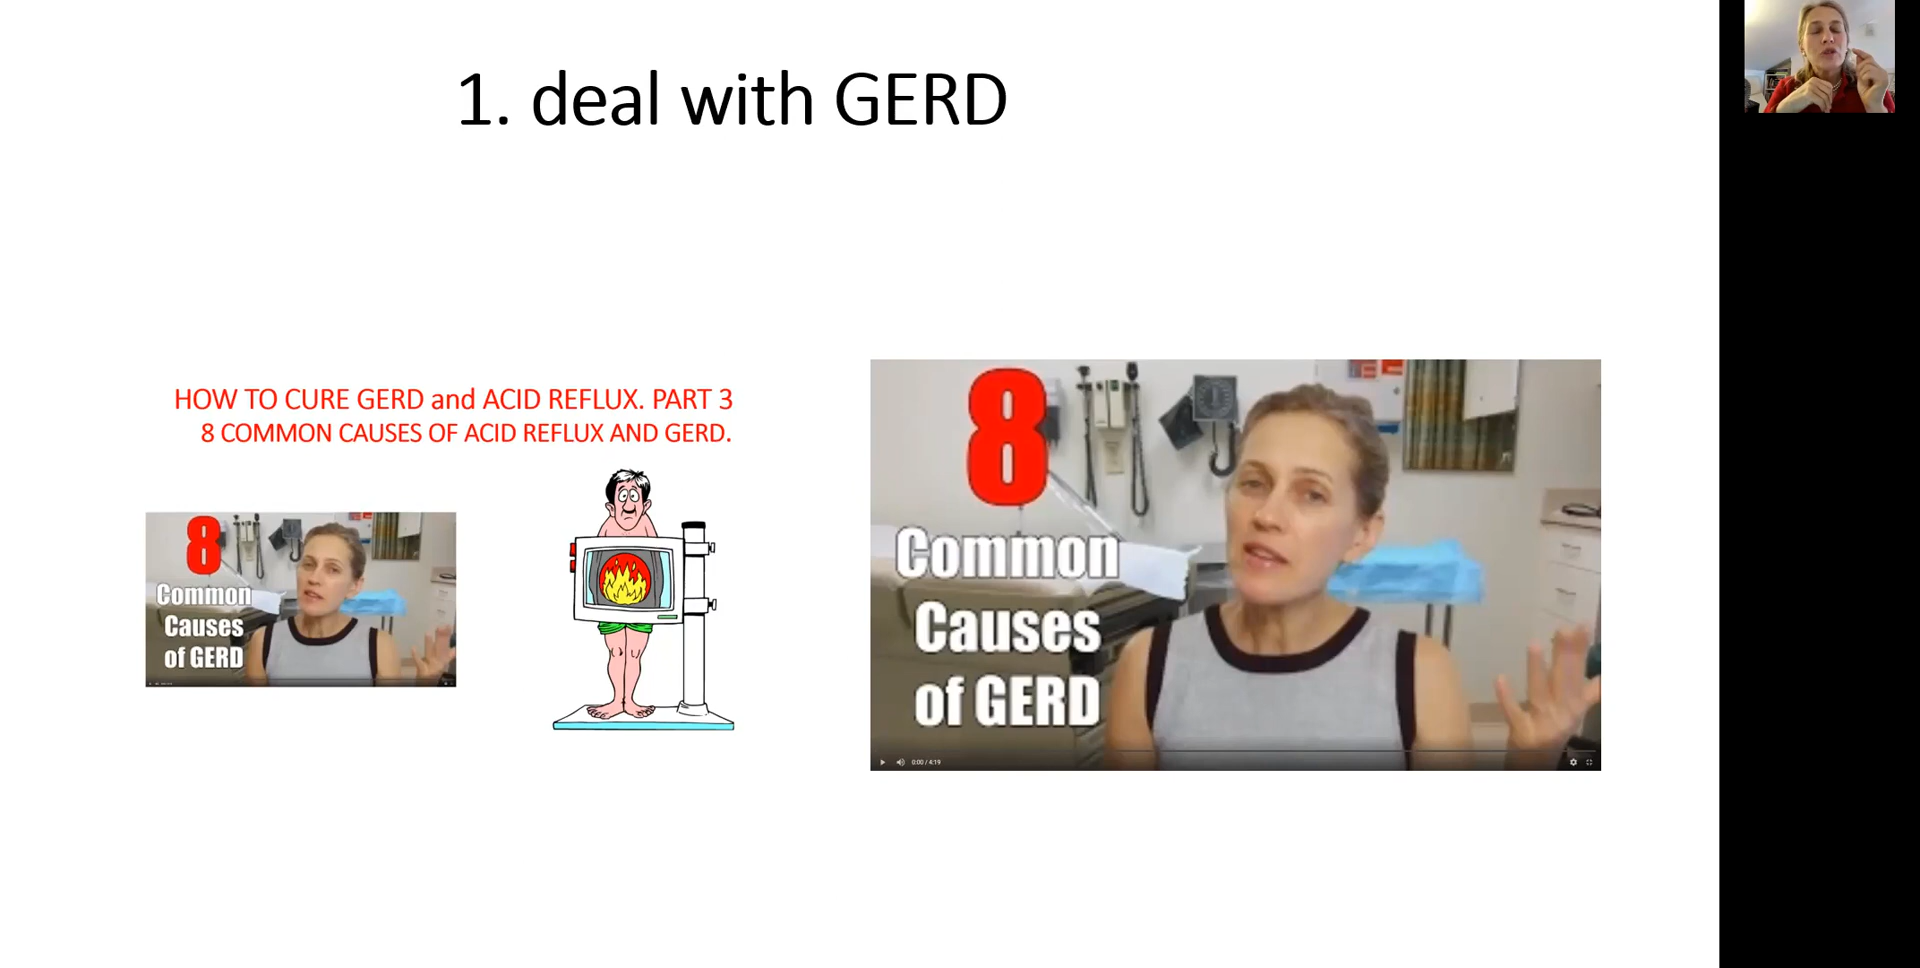 1. deal with GERD
HOW TO CURE GERD and ACID REFLUX. PART 3
8 COMMON CAUSES OF ACID REFLUX AND GERD.
8
Common
Causes
of GERD
8
Common
Causes
of GERD
0:00 / 4:19